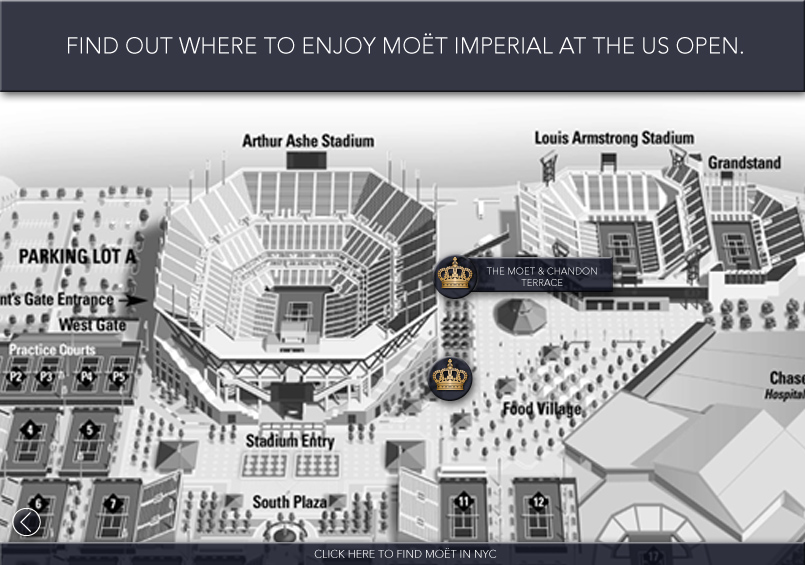 FIND OUT WHERE TO ENJOY MOËT IMPERIAL AT THE US OPEN.
Arthur Ashe Stadium
Louis Armstrong Stadium
Grandstand
PARKING LOT A
THE MOET & CHANDON
TERRACE
nt's Gate Entrance
West Gate
Practice Courts
P2 P3 P4 P5
Chase
Hospital
Food Village
4 5
Stadium Entry
South Plaza
6 7
11 12
17
CLICK HERE TO FIND MOËT IN NYC